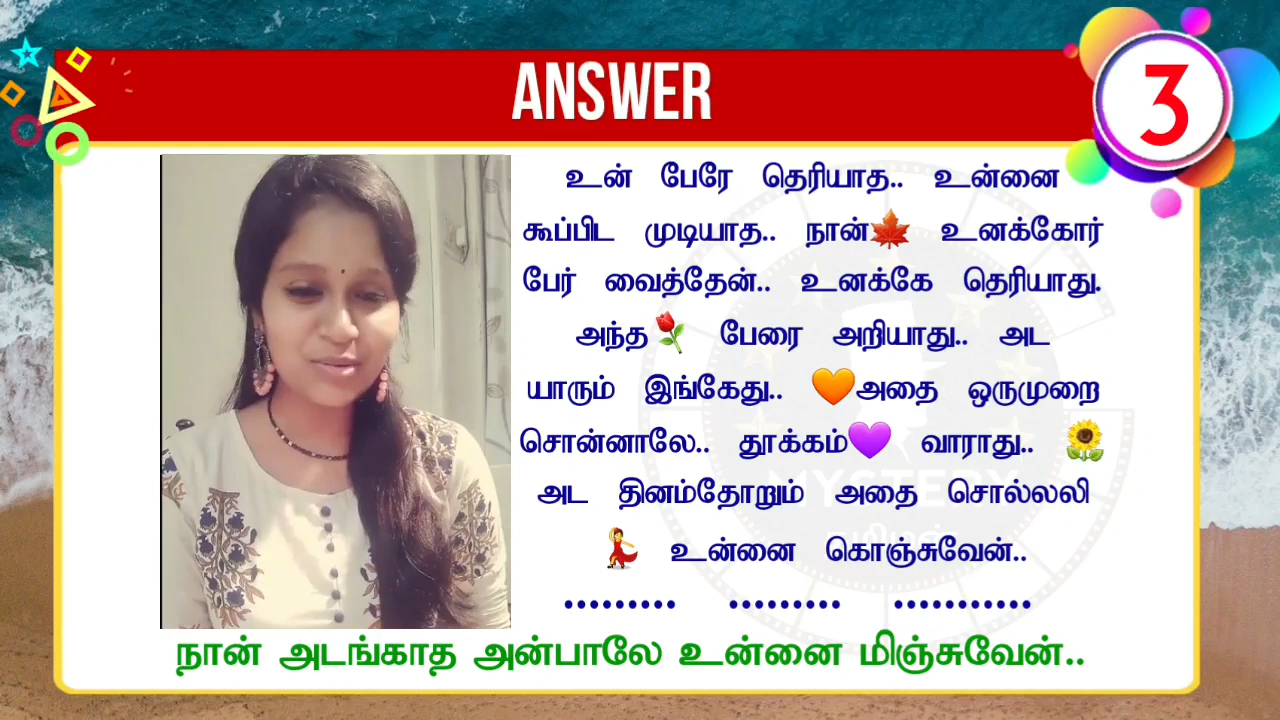 ANSWER
3
உன் பேரே தெரியாத.. உன்னை
கூப்பிட முடியாத.. நான்🍁 உனக்கோர்
பேர் வைத்தேன்.. உனக்கே தெரியாது.
அந்த🌹 பேரை அறியாது.. அட
யாரும் இங்கேது.. 🧡அதை ஒருமுறை
சொன்னாலே.. தூக்கம்💜 வாராது.. 🌻
அட தினம்தோறும் அதை சொல்லலி
💃 உன்னை கொஞ்சுவேன்..
......... ......... ...........
நான் அடங்காத அன்பாலே உன்னை மிஞ்சுவேன்..